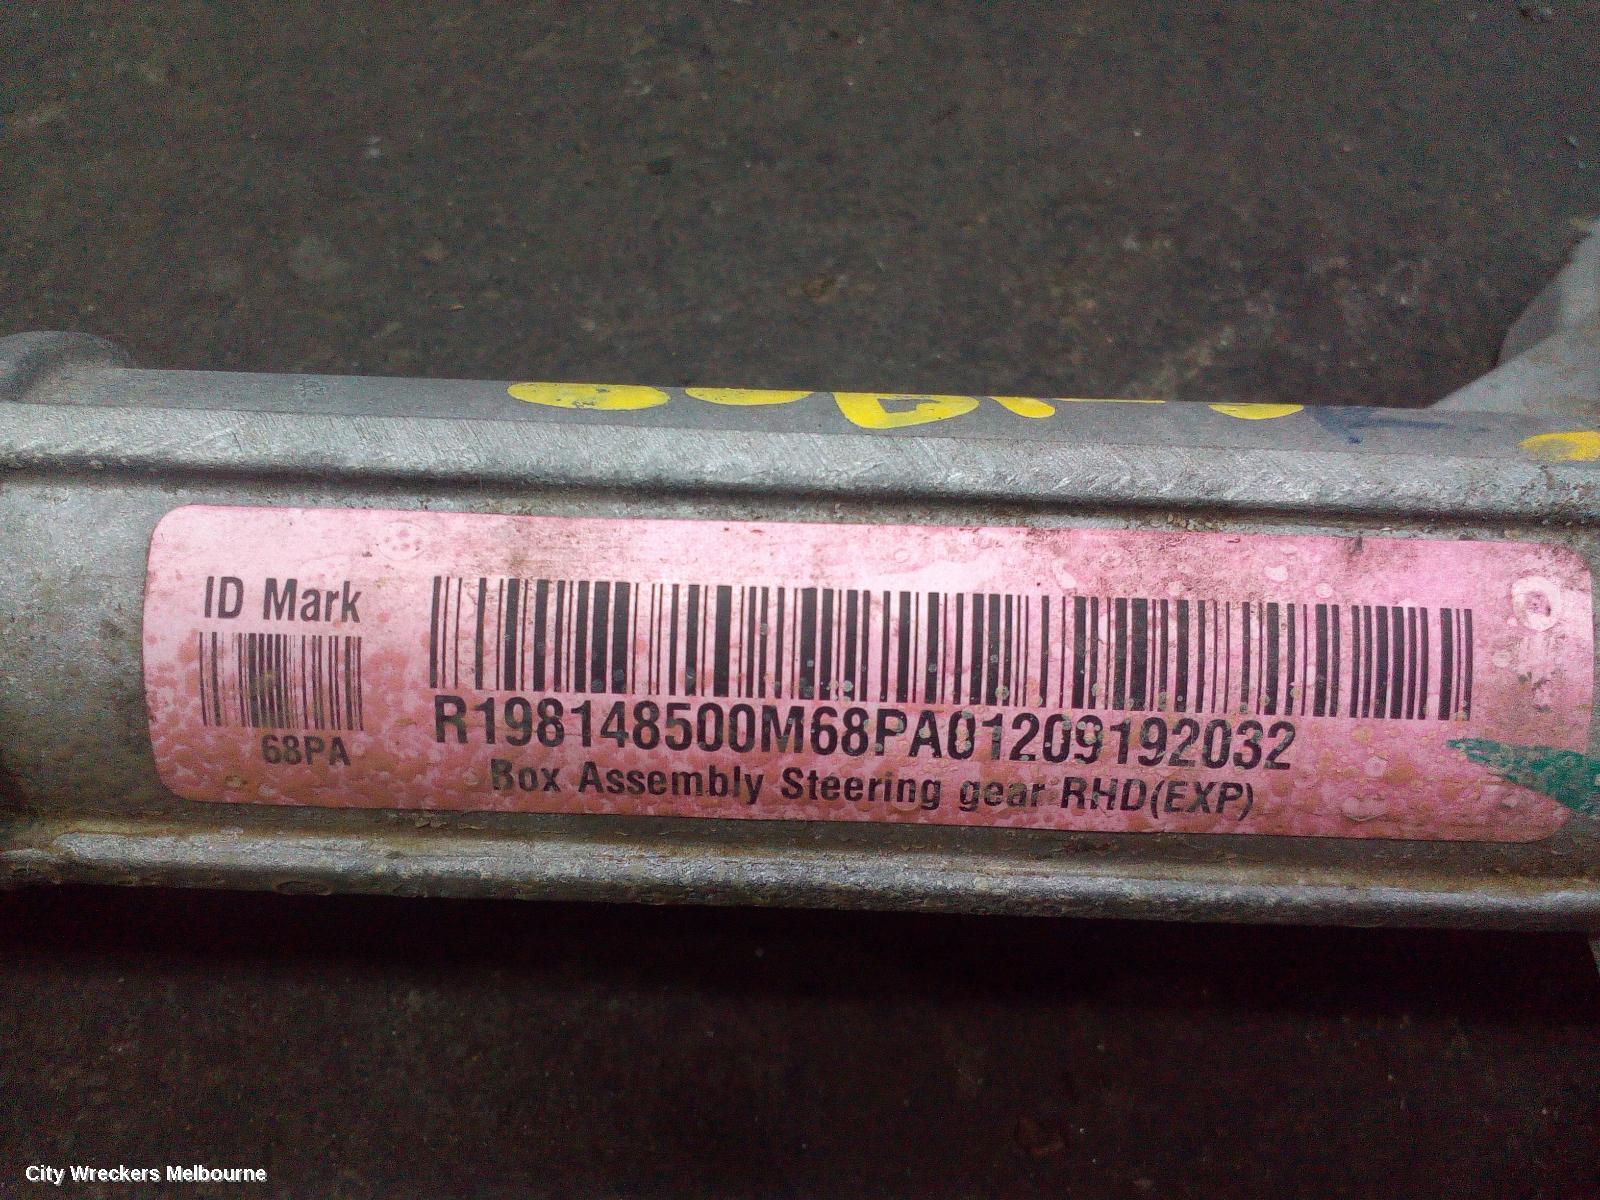 ID Mark
68PA
R198148500M68PA01209192032
Box Assembly Steering gear RHD(EXP)
City Wreckers Melbourne